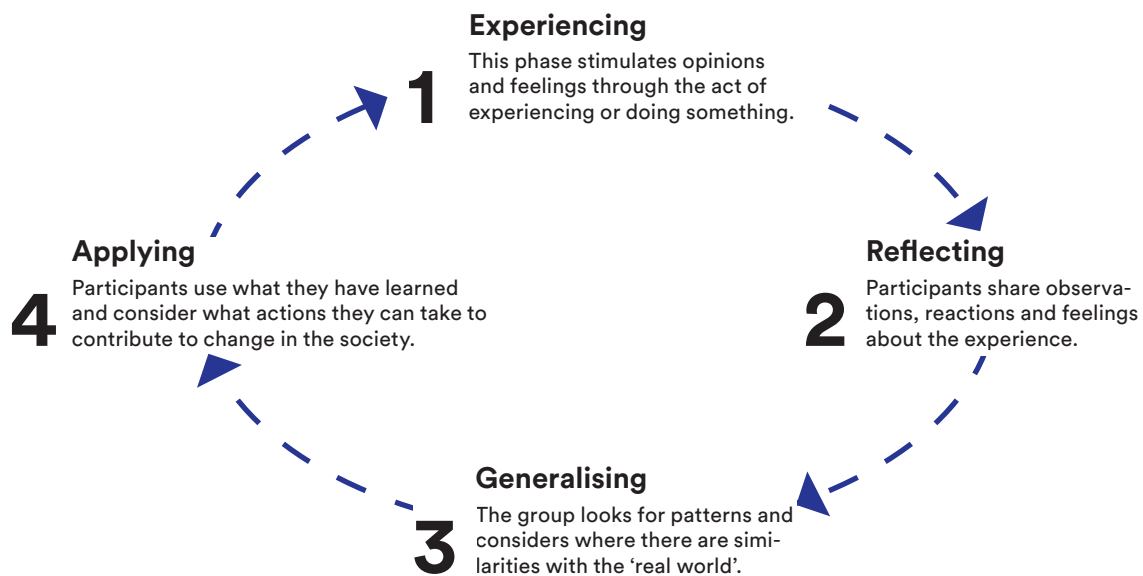 Experiencing
1
This phase stimulates opinions
and feelings through the act of
experiencing or doing something.
Reflecting
2
Participants share observa-
tions, reactions and feelings
about the experience.
Generalising
3
The group looks for patterns and
considers where there are simi-
larities with the ‘real world’.
Applying
4
Participants use what they have learned
and consider what actions they can take to
contribute to change in the society.